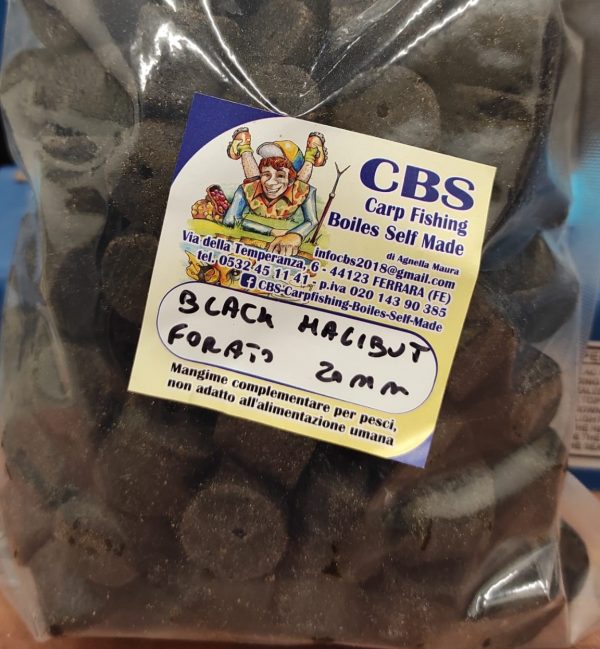 CBS
Carp Fishing
Boiles Self Made
di Agnella Maura
infocbs2018@gmail.com
Via della Temperanza, 6 - 44123 FERRARA (FE)
tel. 0532 45 11 41 p.iva 020 143 90 385
CBS-Carpfishing-Boiles-Self-Made
BLACK HALIBUT
FORATO 20 mm
Mangime complementare per pesci,
non adatto all'alimentazione umana